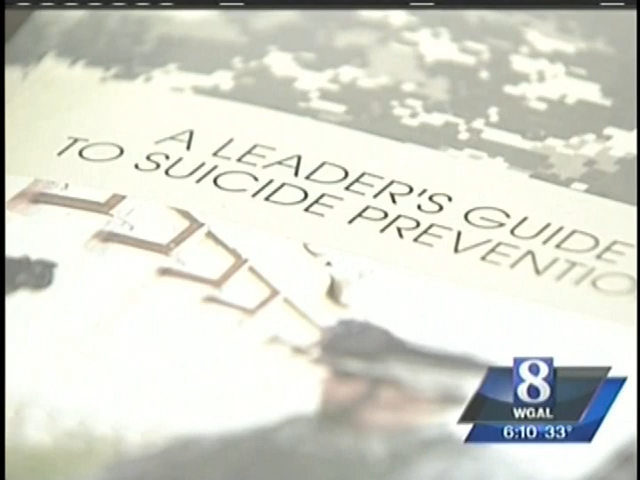 A LEADER'S GUIDE
TO SUICIDE PREVENTIO
8
WGAL
6:10 33°